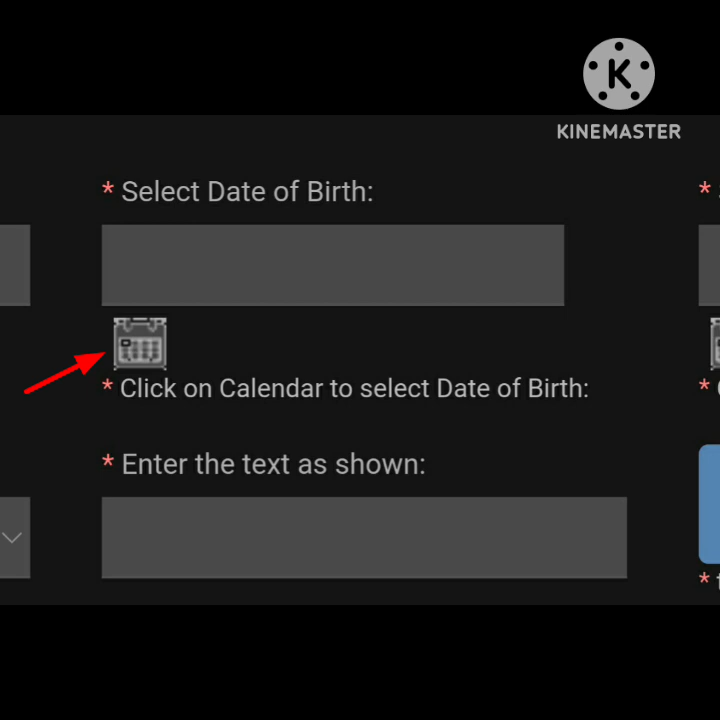 K
KINEMASTER
* Select Date of Birth:
*
* Click on Calendar to select Date of Birth:
*
* Enter the text as shown:
*